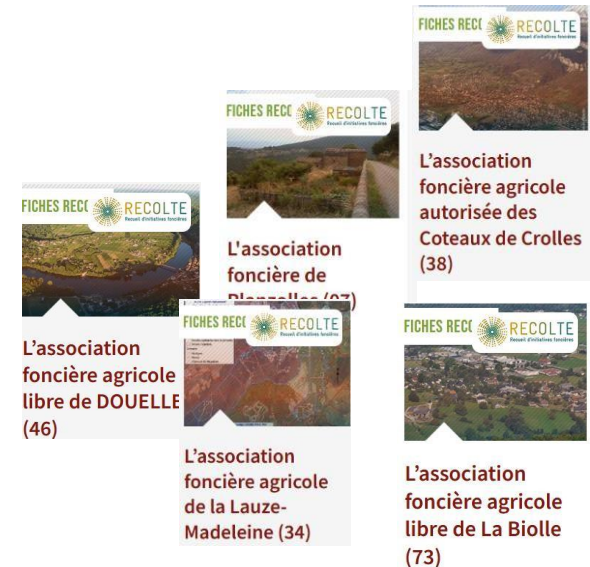 FICHES REC
RECOLTE
Recueil d'initiatives foncières
L'association
foncière agricole
libre de DOUELLE
(46)
FICHES RECO
RECOLTE
Recueil d'initiatives foncières
L'association
foncière de
FICHES RECO
RECOLTE
Recueil d'initiatives foncières
L'association
foncière agricole
autorisée des
Coteaux de Crolles
(38)
FICHES RECO
RECOLTE
Recueil d'initiatives foncières
L'association
foncière agricole
de la Lauze-
Madeleine (34)
FICHES REC
RECOLTE
Recueil d'initiatives foncières
L'association
foncière agricole
libre de La Biolle
(73)